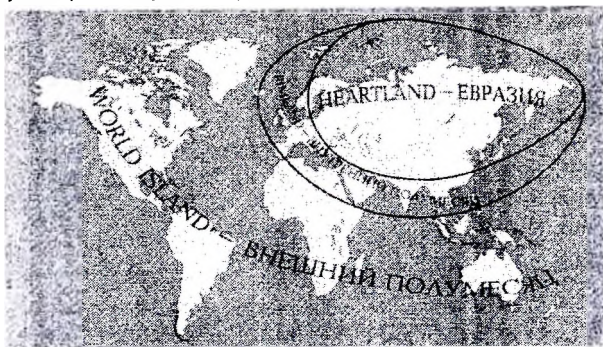 HEARTLAND – ЕВРАЗИЯ
WORLD ISLAND – ВНЕШНИЙ ПОЛУМЕСЯЦ